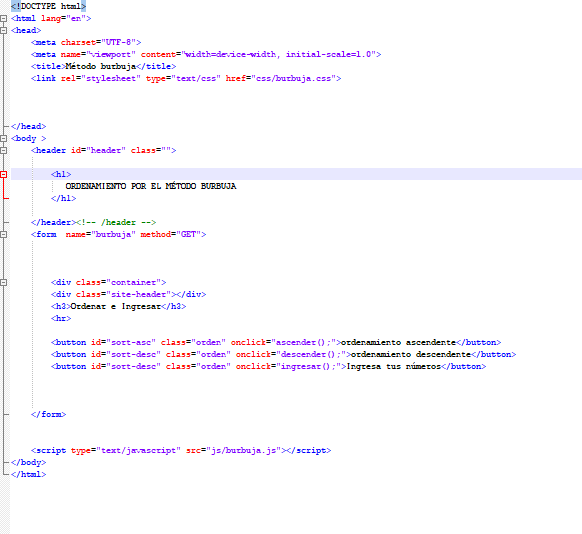 <!DOCTYPE html>
<html lang="en">
<head>
<meta charset="UTF-8">
<meta name="viewport" content="width=device-width, initial-scale=1.0">
<title>Método burbuja</title>
<link rel="stylesheet" type="text/css" href="css/burbuja.css">
</head>
<body >
<header id="header" class="">
<h1>
ORDENAMIENTO POR EL MÉTODO BURBUJA
</h1>
</header><!-- /header -->
<form  name="burbuja" method="GET">
<div class="container">
<div class="site-header"></div>
<h3>Ordenar e Ingresar</h3>
<hr>
<button id="sort-asc" class="orden" onclick="ascender();">ordenamiento ascendente</button>
<button id="sort-desc" class="orden" onclick="descender();">ordenamiento descendente</button>
<button id="sort-desc" class="orden" onclick="ingresar();">Ingresa tus números</button>
</form>
<script type="text/javascript" src="js/burbuja.js"></script>
</body>
</html>